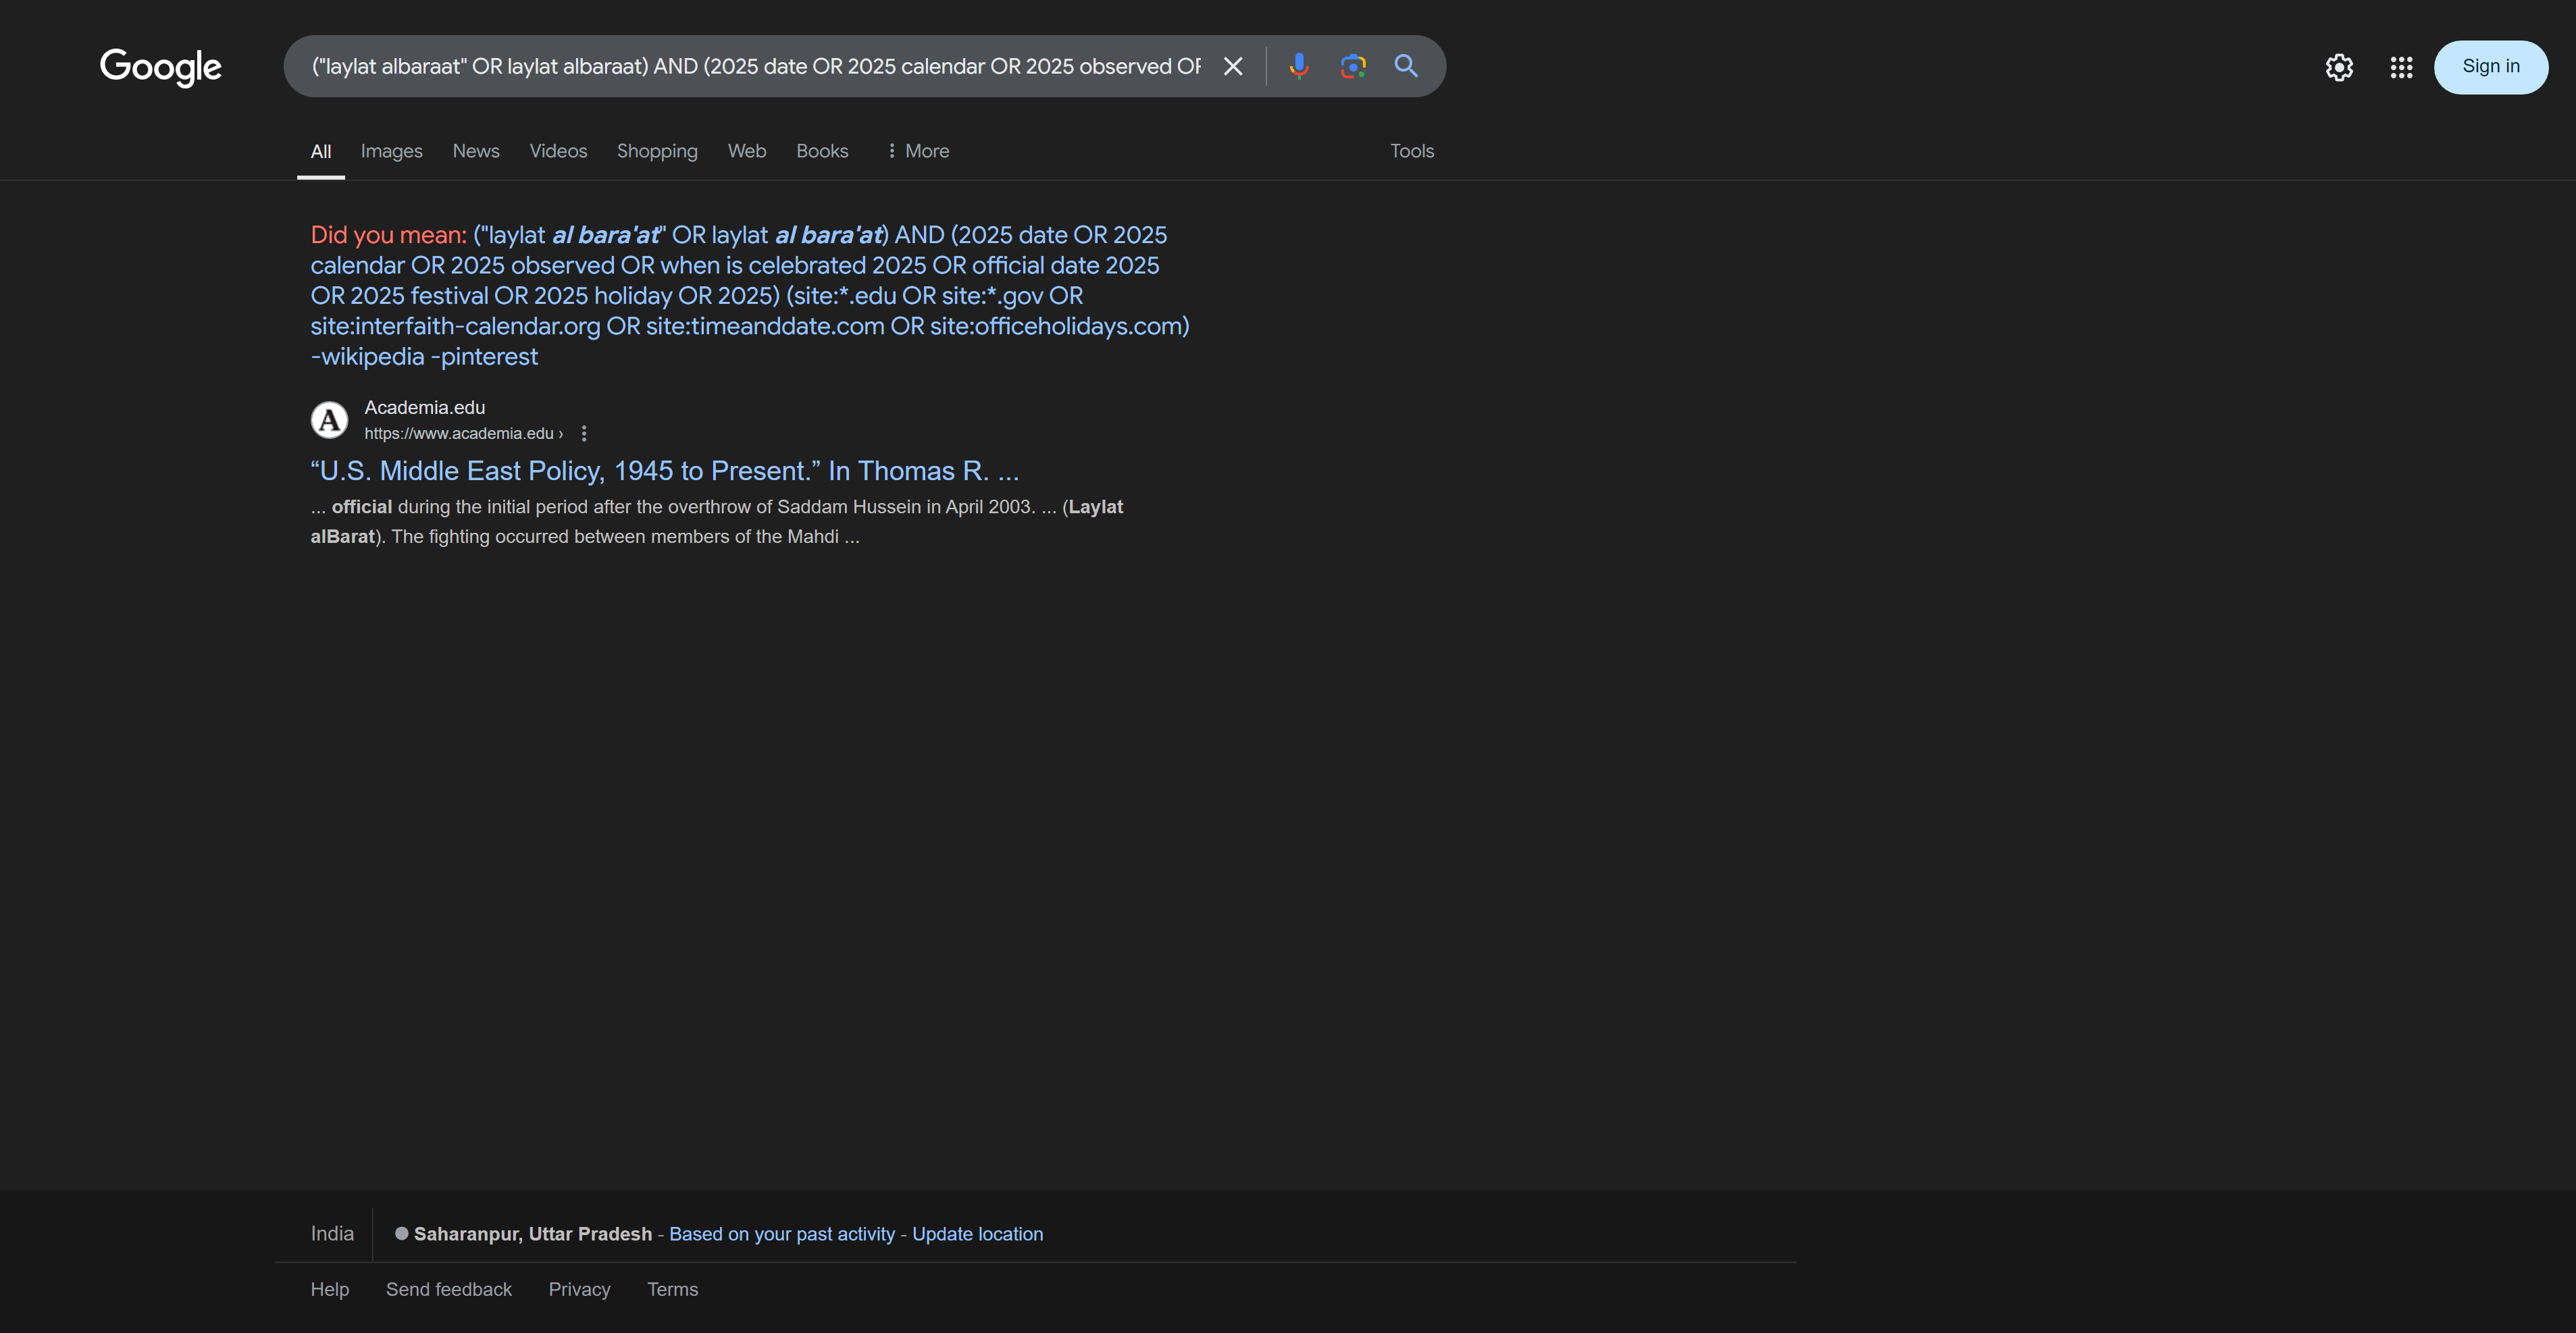 Google
("laylat albaraat" OR laylat albaraat) AND (2025 date OR 2025 calendar OR 2025 observed OR
Sign in
All Images News Videos Shopping Web Books More Tools
Did you mean: ("laylat al bara'at" OR laylat al bara'at) AND (2025 date OR 2025
calendar OR 2025 observed OR when is celebrated 2025 OR official date 2025
OR 2025 festival OR 2025 holiday OR 2025) (site:*.edu OR site:*.gov OR
site:interfaith-calendar.org OR site:timeanddate.com OR site:officeholidays.com)
-wikipedia -pinterest
A
Academia.edu
https://www.academia.edu ›
“U.S. Middle East Policy, 1945 to Present.” In Thomas R. ...
... official during the initial period after the overthrow of Saddam Hussein in April 2003. ... (Laylat
alBarat). The fighting occurred between members of the Mahdi ...
India
Saharanpur, Uttar Pradesh - Based on your past activity - Update location
Help Send feedback Privacy Terms